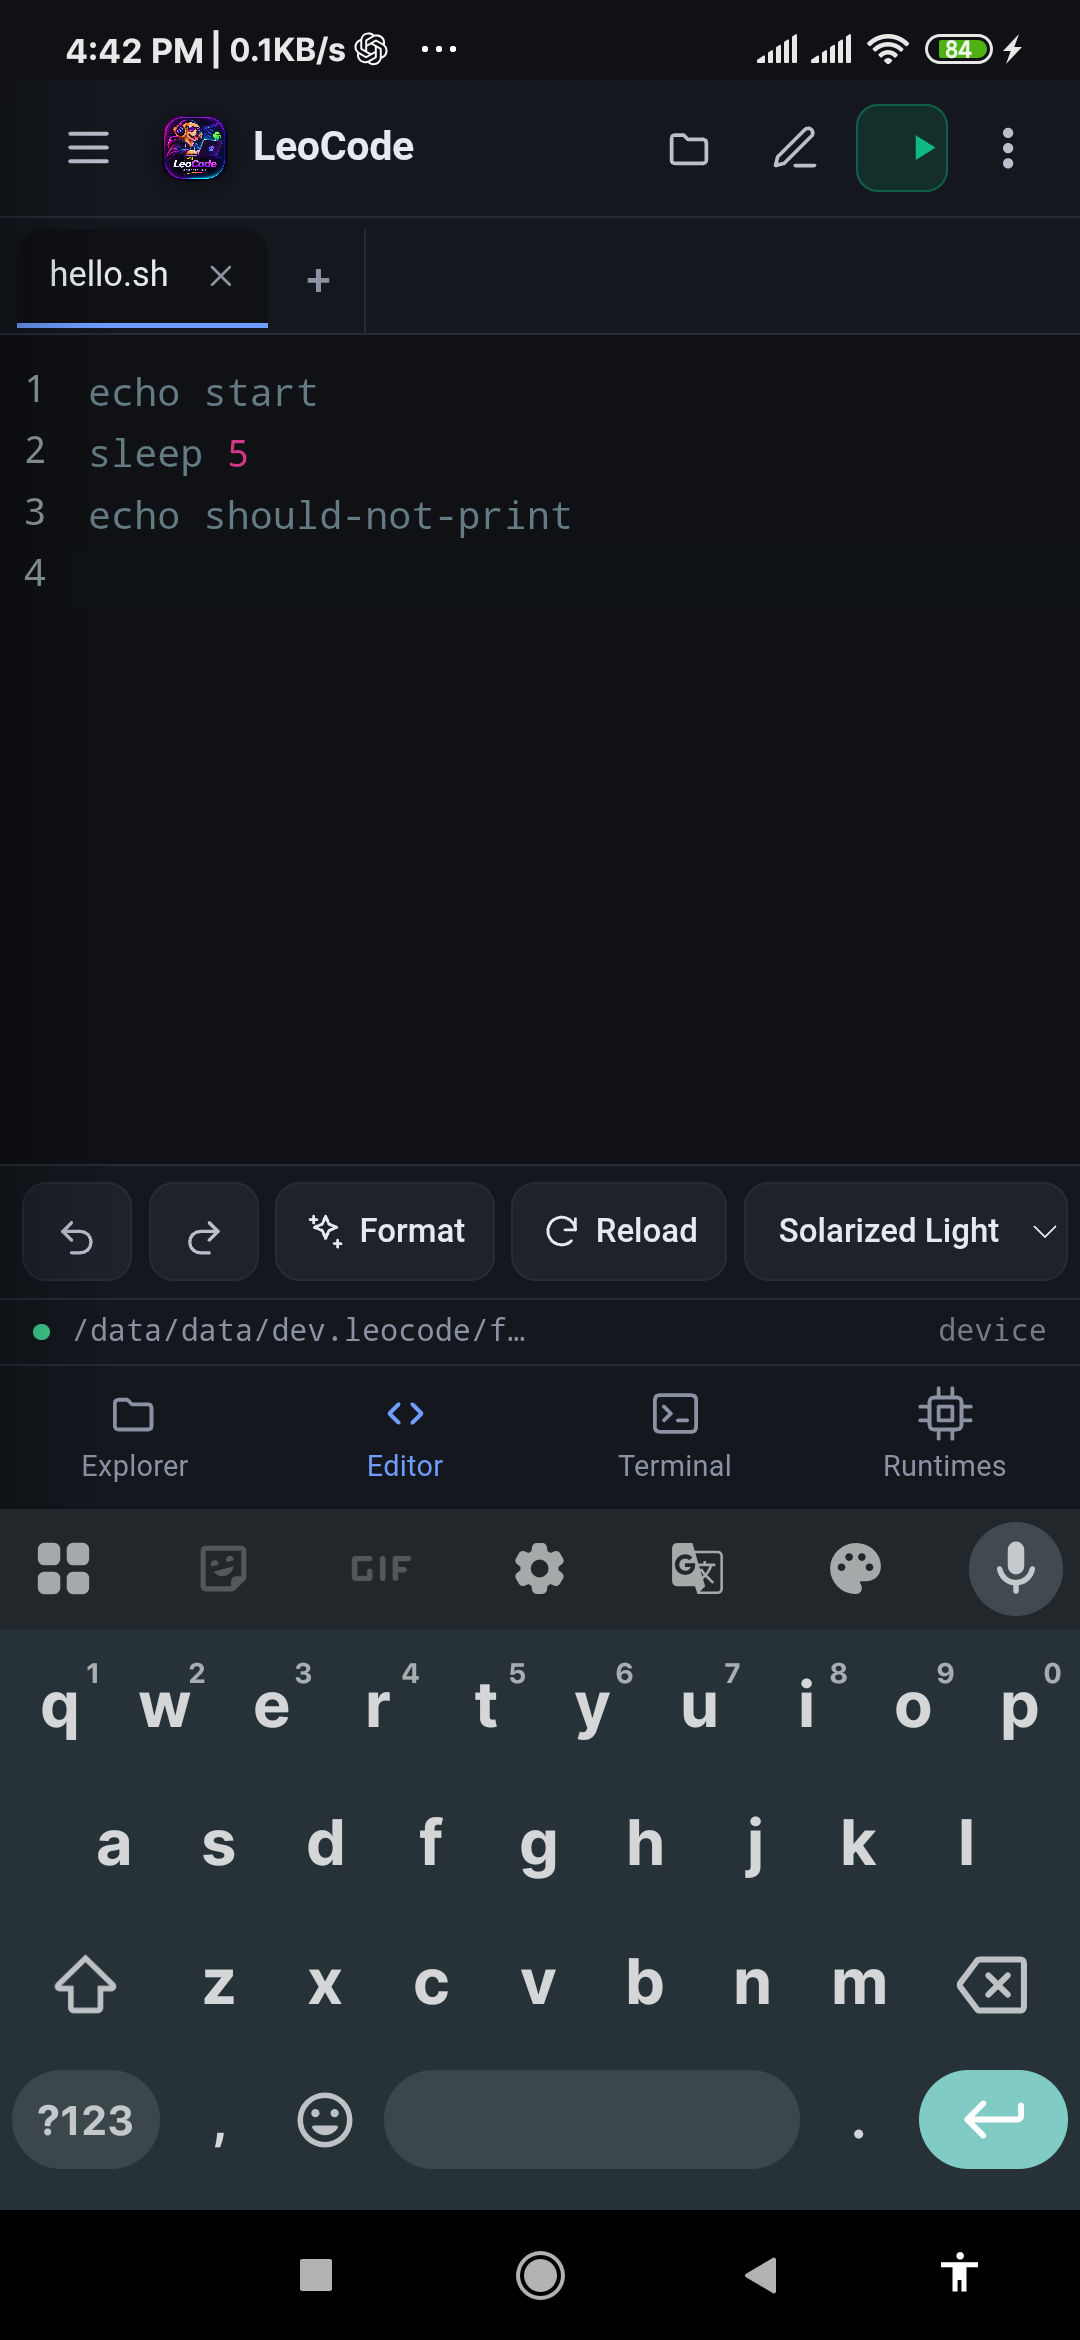 4:42 PM | 0.1KB/s ...
84
LeoCode
LeoCode
hello.sh
+
1 echo start
2 sleep 5
3 echo should-not-print
4
Format
Reload
Solarized Light
/data/data/dev.leocode/f…
device
Explorer
Editor
Terminal
Runtimes
GIF
G 文
1 2 3 4 5 6 7 8 9 0
q w e r t y u i o p
a s d f g h j k l
z x c v b n m
?123 , .